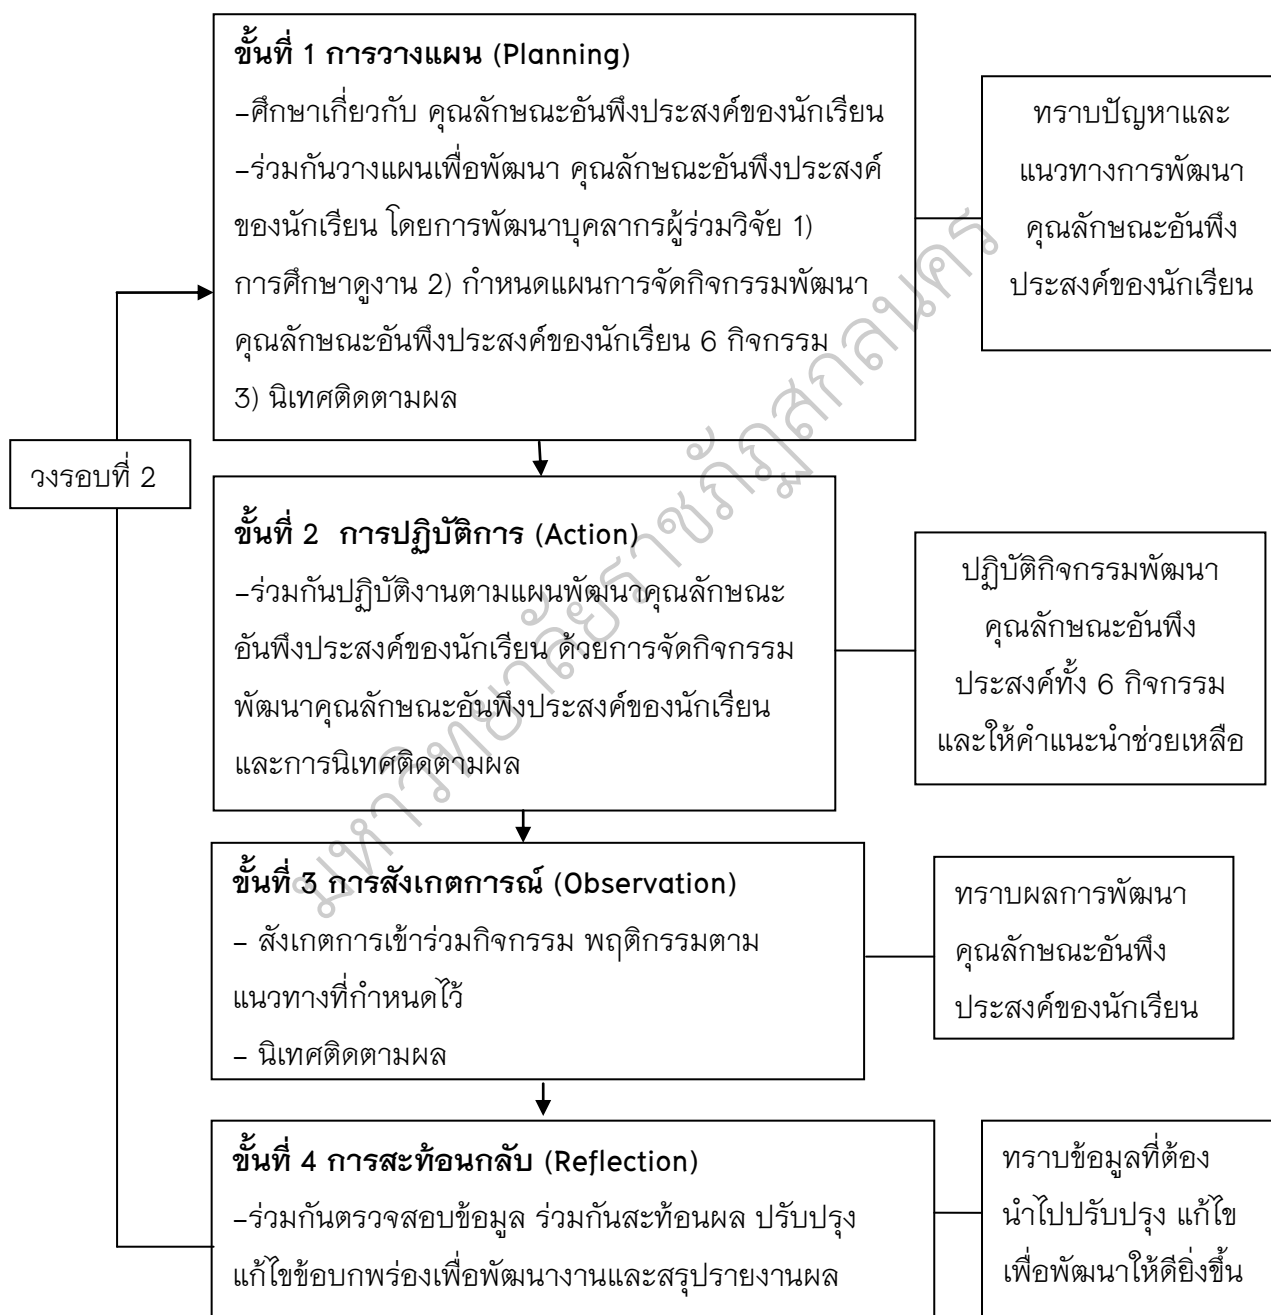 ขั้นที่ 1 การวางแผน (Planning)
-ศึกษาเกี่ยวกับ คุณลักษณะอันพึงประสงค์ของนักเรียน
-ร่วมกันวางแผนเพื่อพัฒนา คุณลักษณะอันพึงประสงค์
ของนักเรียน โดยการพัฒนาบุคลากรผู้ร่วมวิจัย 1)
การศึกษาดูงาน 2) กำหนดแผนการจัดกิจกรรมพัฒนา
คุณลักษณะอันพึงประสงค์ของนักเรียน 6 กิจกรรม
3) นิเทศติดตามผล
ทราบปัญหาและ
แนวทางการพัฒนา
คุณลักษณะอันพึง
ประสงค์ของนักเรียน
วงรอบที่ 2
ขั้นที่ 2  การปฏิบัติการ (Action)
-ร่วมกันปฏิบัติงานตามแผนพัฒนาคุณลักษณะ
อันพึงประสงค์ของนักเรียน ด้วยการจัดกิจกรรม
พัฒนาคุณลักษณะอันพึงประสงค์ของนักเรียน
และการนิเทศติดตามผล
ปฏิบัติกิจกรรมพัฒนา
คุณลักษณะอันพึง
ประสงค์ทั้ง 6 กิจกรรม
และให้คำแนะนำช่วยเหลือ
ขั้นที่ 3 การสังเกตการณ์ (Observation)
- สังเกตการเข้าร่วมกิจกรรม พฤติกรรมตาม
แนวทางที่กำหนดไว้
- นิเทศติดตามผล
ทราบผลการพัฒนา
คุณลักษณะอันพึง
ประสงค์ของนักเรียน
ขั้นที่ 4 การสะท้อนกลับ (Reflection)
-ร่วมกันตรวจสอบข้อมูล ร่วมกันสะท้อนผล ปรับปรุง
แก้ไขข้อบกพร่องเพื่อพัฒนางานและสรุปรายงานผล
ทราบข้อมูลที่ต้อง
นำไปปรับปรุง แก้ไข
เพื่อพัฒนาให้ดียิ่งขึ้น
มหาวิทยาลัยราชภัฏสกลนคร